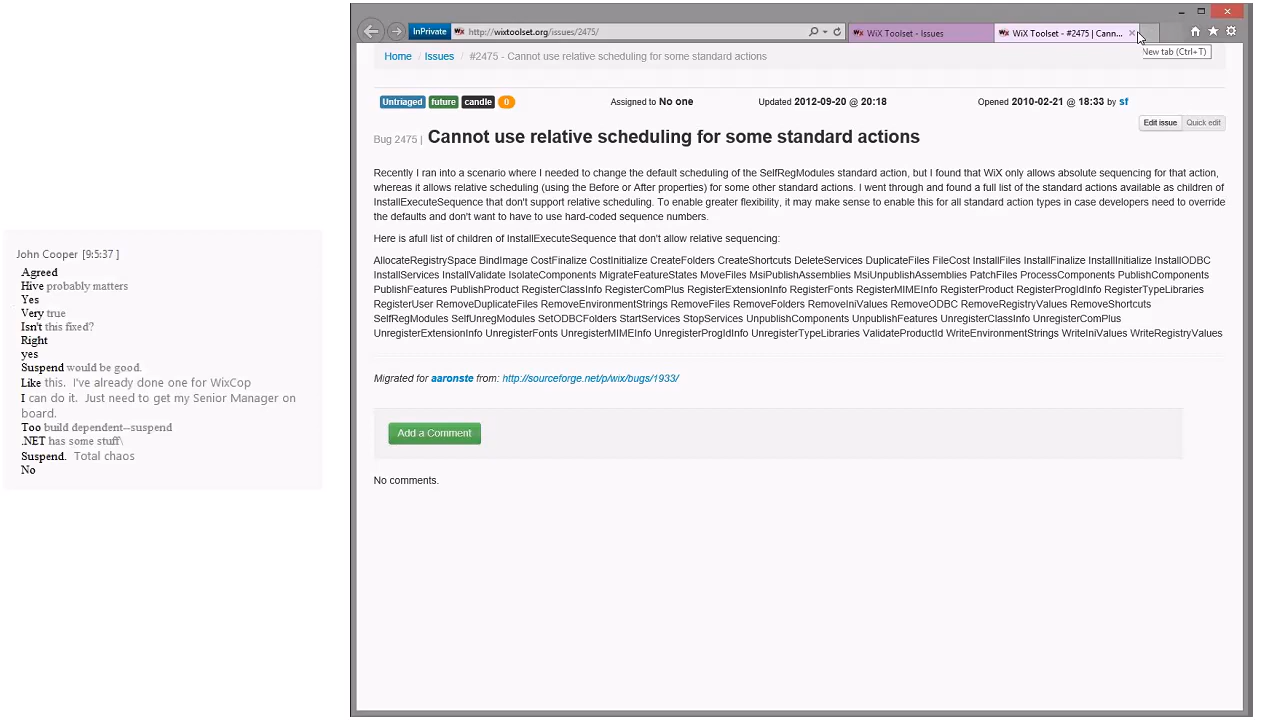 John Cooper [9:5:37 ]
Agreed
Hive probably matters
Yes
Very true
Isn't this fixed?
Right
yes
Suspend would be good.
Like this.  I've already done one for WixCop
I can do it.  Just need to get my Senior Manager on
board.
Too build dependent--suspend
.NET has some stuff\
Suspend.  Total chaos
No
InPrivate
http://wixtoolset.org/issues/2475/
WiX Toolset - Issues
WiX Toolset - #2475 | Cann...
New tab (Ctrl+T)
Home / Issues / #2475 - Cannot use relative scheduling for some standard actions
Untriaged future candle 0
Assigned to No one
Updated 2012-09-20 @ 20:18
Opened 2010-02-21 @ 18:33 by sf
Edit issue Quick edit
Bug 2475 | Cannot use relative scheduling for some standard actions
Recently I ran into a scenario where I needed to change the default scheduling of the SelfRegModules standard action, but I found that WiX only allows absolute sequencing for that action,
whereas it allows relative scheduling (using the Before or After properties) for some other standard actions. I went through and found a full list of the standard actions available as children of
InstallExecuteSequence that don't support relative scheduling. To enable greater flexibility, it may make sense to enable this for all standard action types in case developers need to override
the defaults and don't want to have to use hard-coded sequence numbers.
Here is afull list of children of InstallExecuteSequence that don't allow relative sequencing:
AllocateRegistrySpace BindImage CostFinalize CostInitialize CreateFolders CreateShortcuts DeleteServices DuplicateFiles FileCost InstallFiles InstallFinalize InstallInitialize InstallODBC
InstallServices InstallValidate IsolateComponents MigrateFeatureStates MoveFiles MsiPublishAssemblies MsiUnpublishAssemblies PatchFiles ProcessComponents PublishComponents
PublishFeatures PublishProduct RegisterClassInfo RegisterComPlus RegisterExtensionInfo RegisterFonts RegisterMIMEInfo RegisterProduct RegisterProgIdInfo RegisterTypeLibraries
RegisterUser RemoveDuplicateFiles RemoveEnvironmentStrings RemoveFiles RemoveFolders RemoveIniValues RemoveODBC RemoveRegistryValues RemoveShortcuts
SelfRegModules SelfUnregModules SetODBCFolders StartServices StopServices UnpublishComponents UnpublishFeatures UnregisterClassInfo UnregisterComPlus
UnregisterExtensionInfo UnregisterFonts UnregisterMIMEInfo UnregisterProgIdInfo UnregisterTypeLibraries ValidateProductId WriteEnvironmentStrings WriteIniValues WriteRegistryValues
Migrated for aaronste from: http://sourceforge.net/p/wix/bugs/1933/
Add a Comment
No comments.